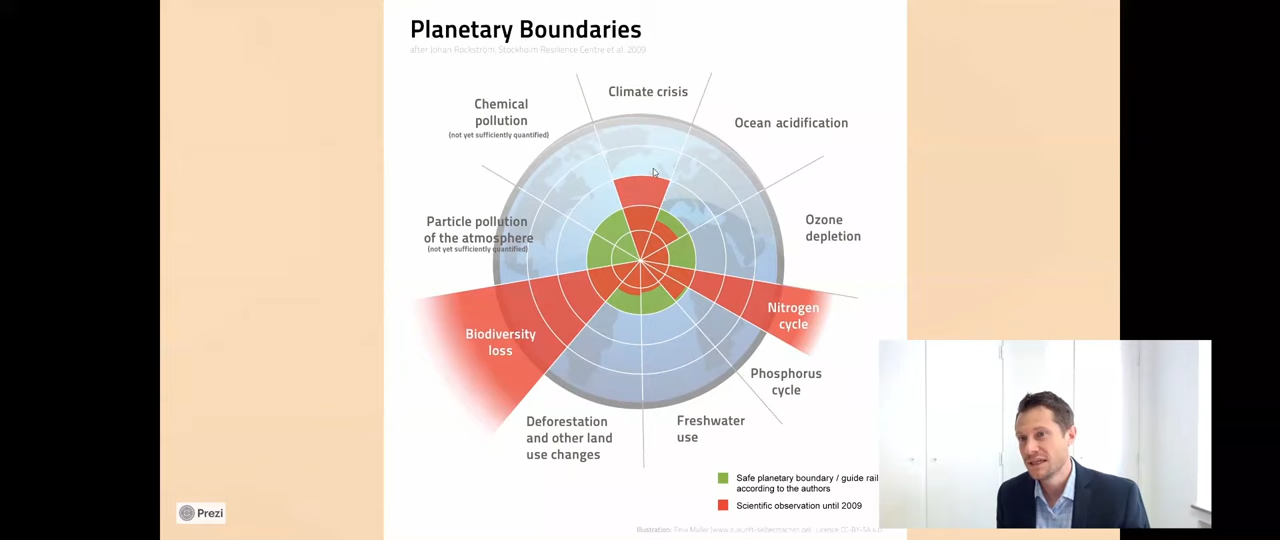 Planetary Boundaries
after Johan Rockström, Stockholm Resilience Centre et al. 2009
Climate crisis
Chemical
pollution
(not yet sufficiently quantified)
Ocean acidification
Particle pollution
of the atmosphere
(not yet sufficiently quantified)
Ozone
depletion
Biodiversity
loss
Nitrogen
cycle
Phosphorus
cycle
Deforestation
and other land
use changes
Freshwater
use
Safe planetary boundary / guide rail
according to the authors
Scientific observation until 2009
Prezi
Illustration: Felix Müller